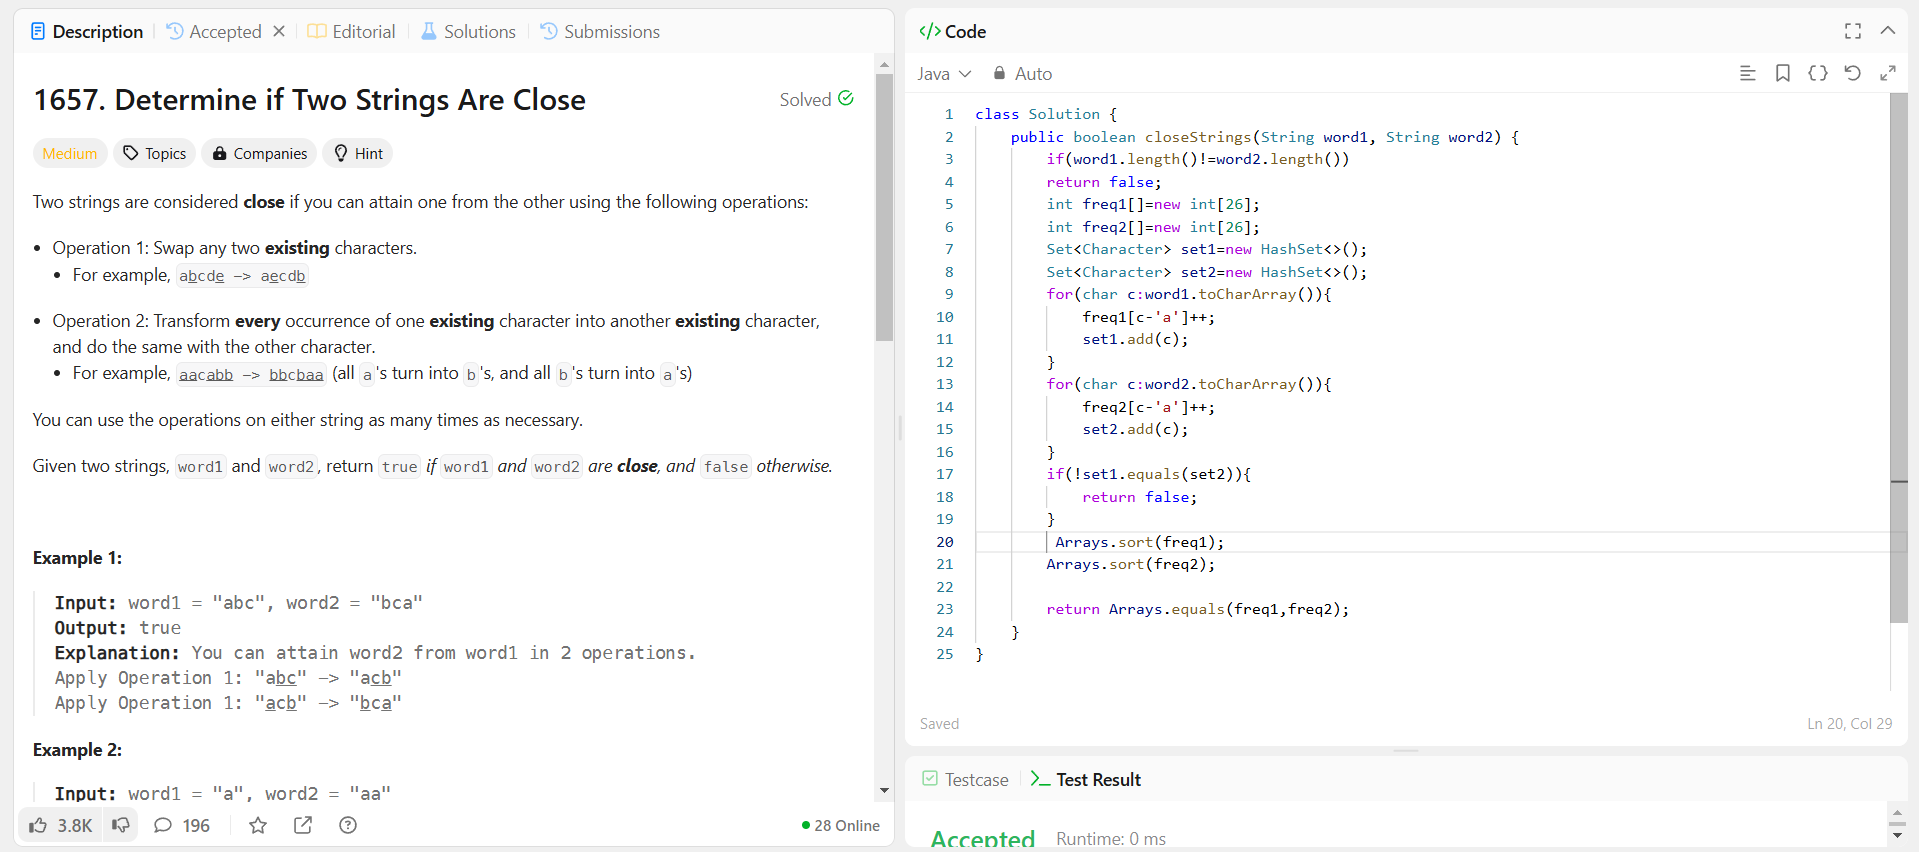 Description Accepted Editorial Solutions Submissions
1657. Determine if Two Strings Are Close
Solved
Medium Topics Companies Hint
Two strings are considered close if you can attain one from the other using the following operations:
• Operation 1: Swap any two existing characters.
• For example, abcde -> aecdb
• Operation 2: Transform every occurrence of one existing character into another existing character,
and do the same with the other character.
• For example, aacabb -> bbcbaa (all a's turn into b's, and all b's turn into a's)
You can use the operations on either string as many times as necessary.
Given two strings, word1 and word2, return true if word1 and word2 are close, and false otherwise.
Example 1:
Input: word1 = "abc", word2 = "bca"
Output: true
Explanation: You can attain word2 from word1 in 2 operations.
Apply Operation 1: "abc" -> "acb"
Apply Operation 1: "acb" -> "bca"
Example 2:
Input: word1 = "a", word2 = "aa"
3.8K 196
28 Online
</> Code
Java Auto
1 class Solution {
2 public boolean closeStrings(String word1, String word2) {
3 if(word1.length()!=word2.length())
4 return false;
5 int freq1[]=new int[26];
6 int freq2[]=new int[26];
7 Set<Character> set1=new HashSet<>();
8 Set<Character> set2=new HashSet<>();
9 for(char c:word1.toCharArray()){
10 freq1[c-'a']++;
11 set1.add(c);
12 }
13 for(char c:word2.toCharArray()){
14 freq2[c-'a']++;
15 set2.add(c);
16 }
17 if(!set1.equals(set2)){
18 return false;
19 }
20 Arrays.sort(freq1);
21 Arrays.sort(freq2);
22
23 return Arrays.equals(freq1,freq2);
24 }
25 }
Saved
Ln 20, Col 29
Testcase >_ Test Result
Accepted Runtime: 0 ms